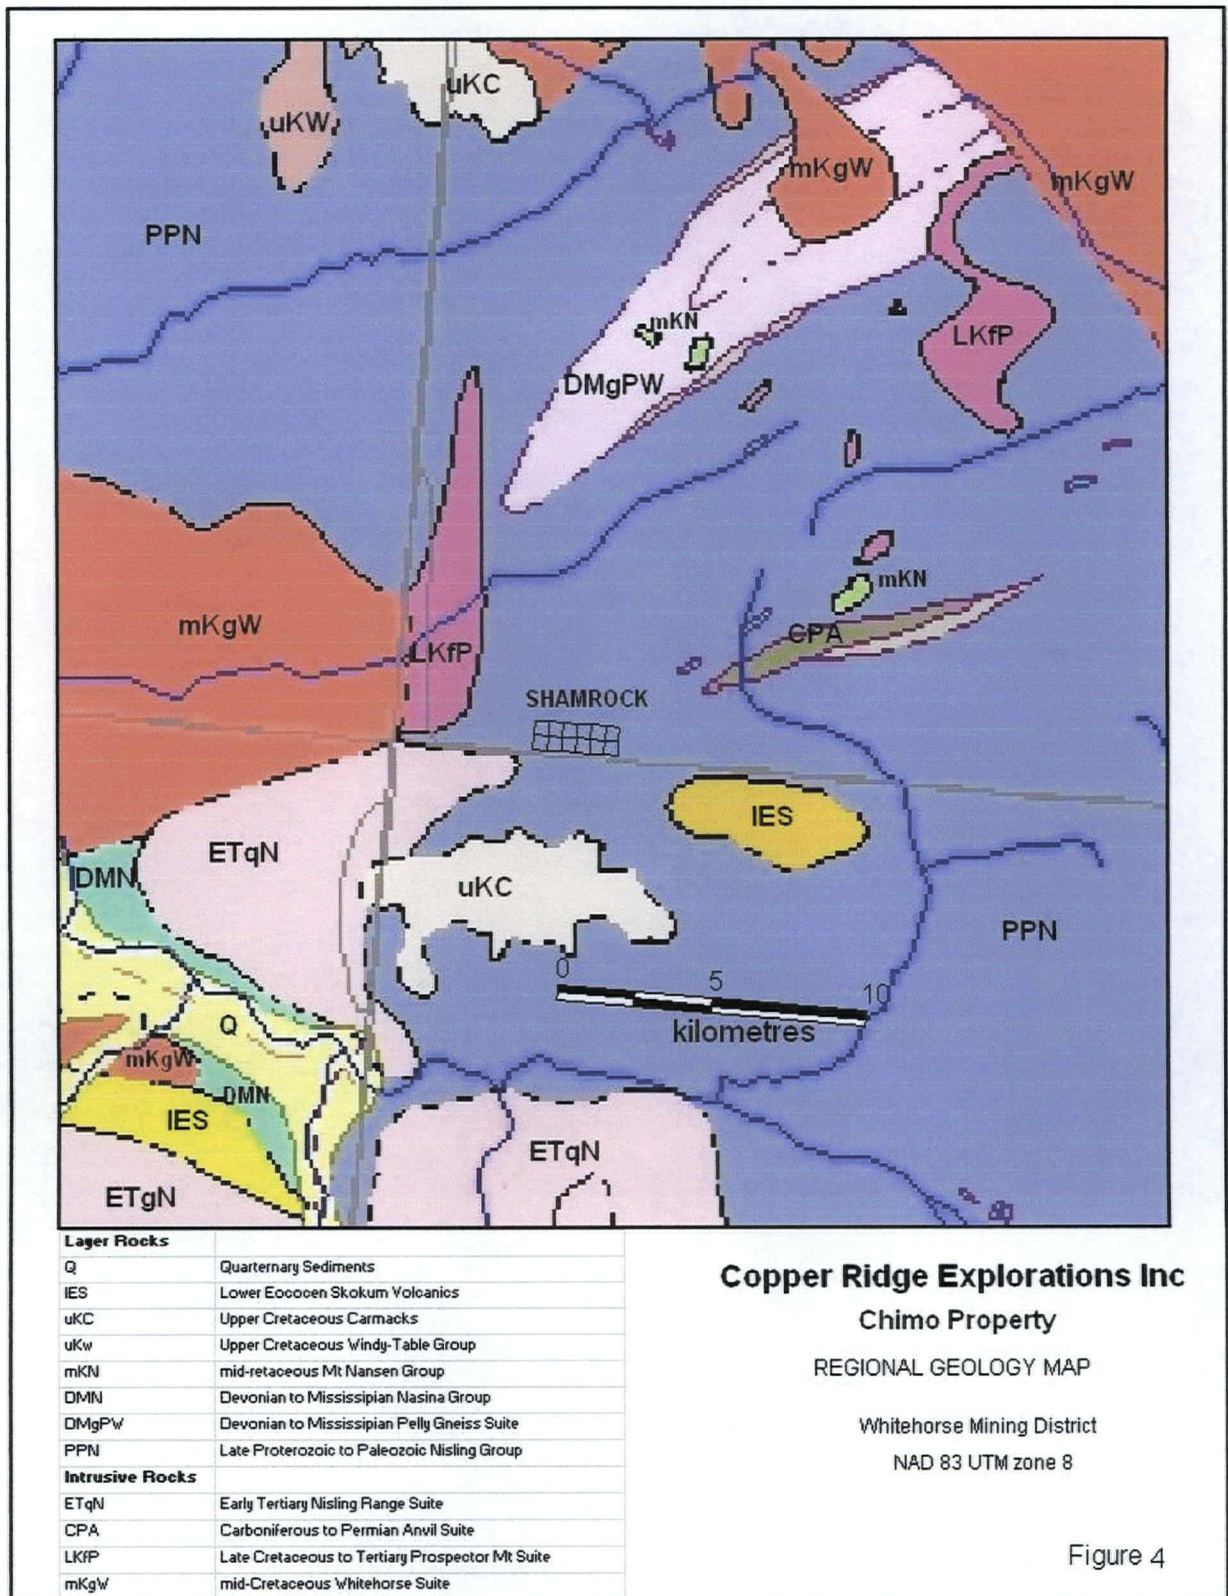 uKC
uKW
mKgW
mKgW
PPN
mKN
LKfP
DMgPW
mKN
mKgW
CPA
LKfP
SHAMROCK
IES
ETqN
DMN
uKC
PPN
0 5 10
kilometres
Q
mKgW
DMN
IES
ETqN
ETgN
Layer Rocks
Q Quarternary Sediments
IES Lower Eococen Skokum Volcanics
uKC Upper Cretaceous Carmacks
uKw Upper Cretaceous Windy-Table Group
mKN mid-retaceous Mt Nansen Group
DMN Devonian to Missisipian Nasina Group
DMgPW Devonian to Missisipian Pelly Gneiss Suite
PPN Late Proterozoic to Paleozoic Nisling Group
Intrusive Rocks
ETqN Early Tertiary Nisling Range Suite
CPA Carboniferous to Permian Anvil Suite
LKfP Late Cretaceous to Tertiary Prospector Mt Suite
mKgW mid-Cretaceous Whitehorse Suite
Copper Ridge Explorations Inc
Chimo Property
REGIONAL GEOLOGY MAP
Whitehorse Mining District
NAD 83 UTM zone 8
Figure 4